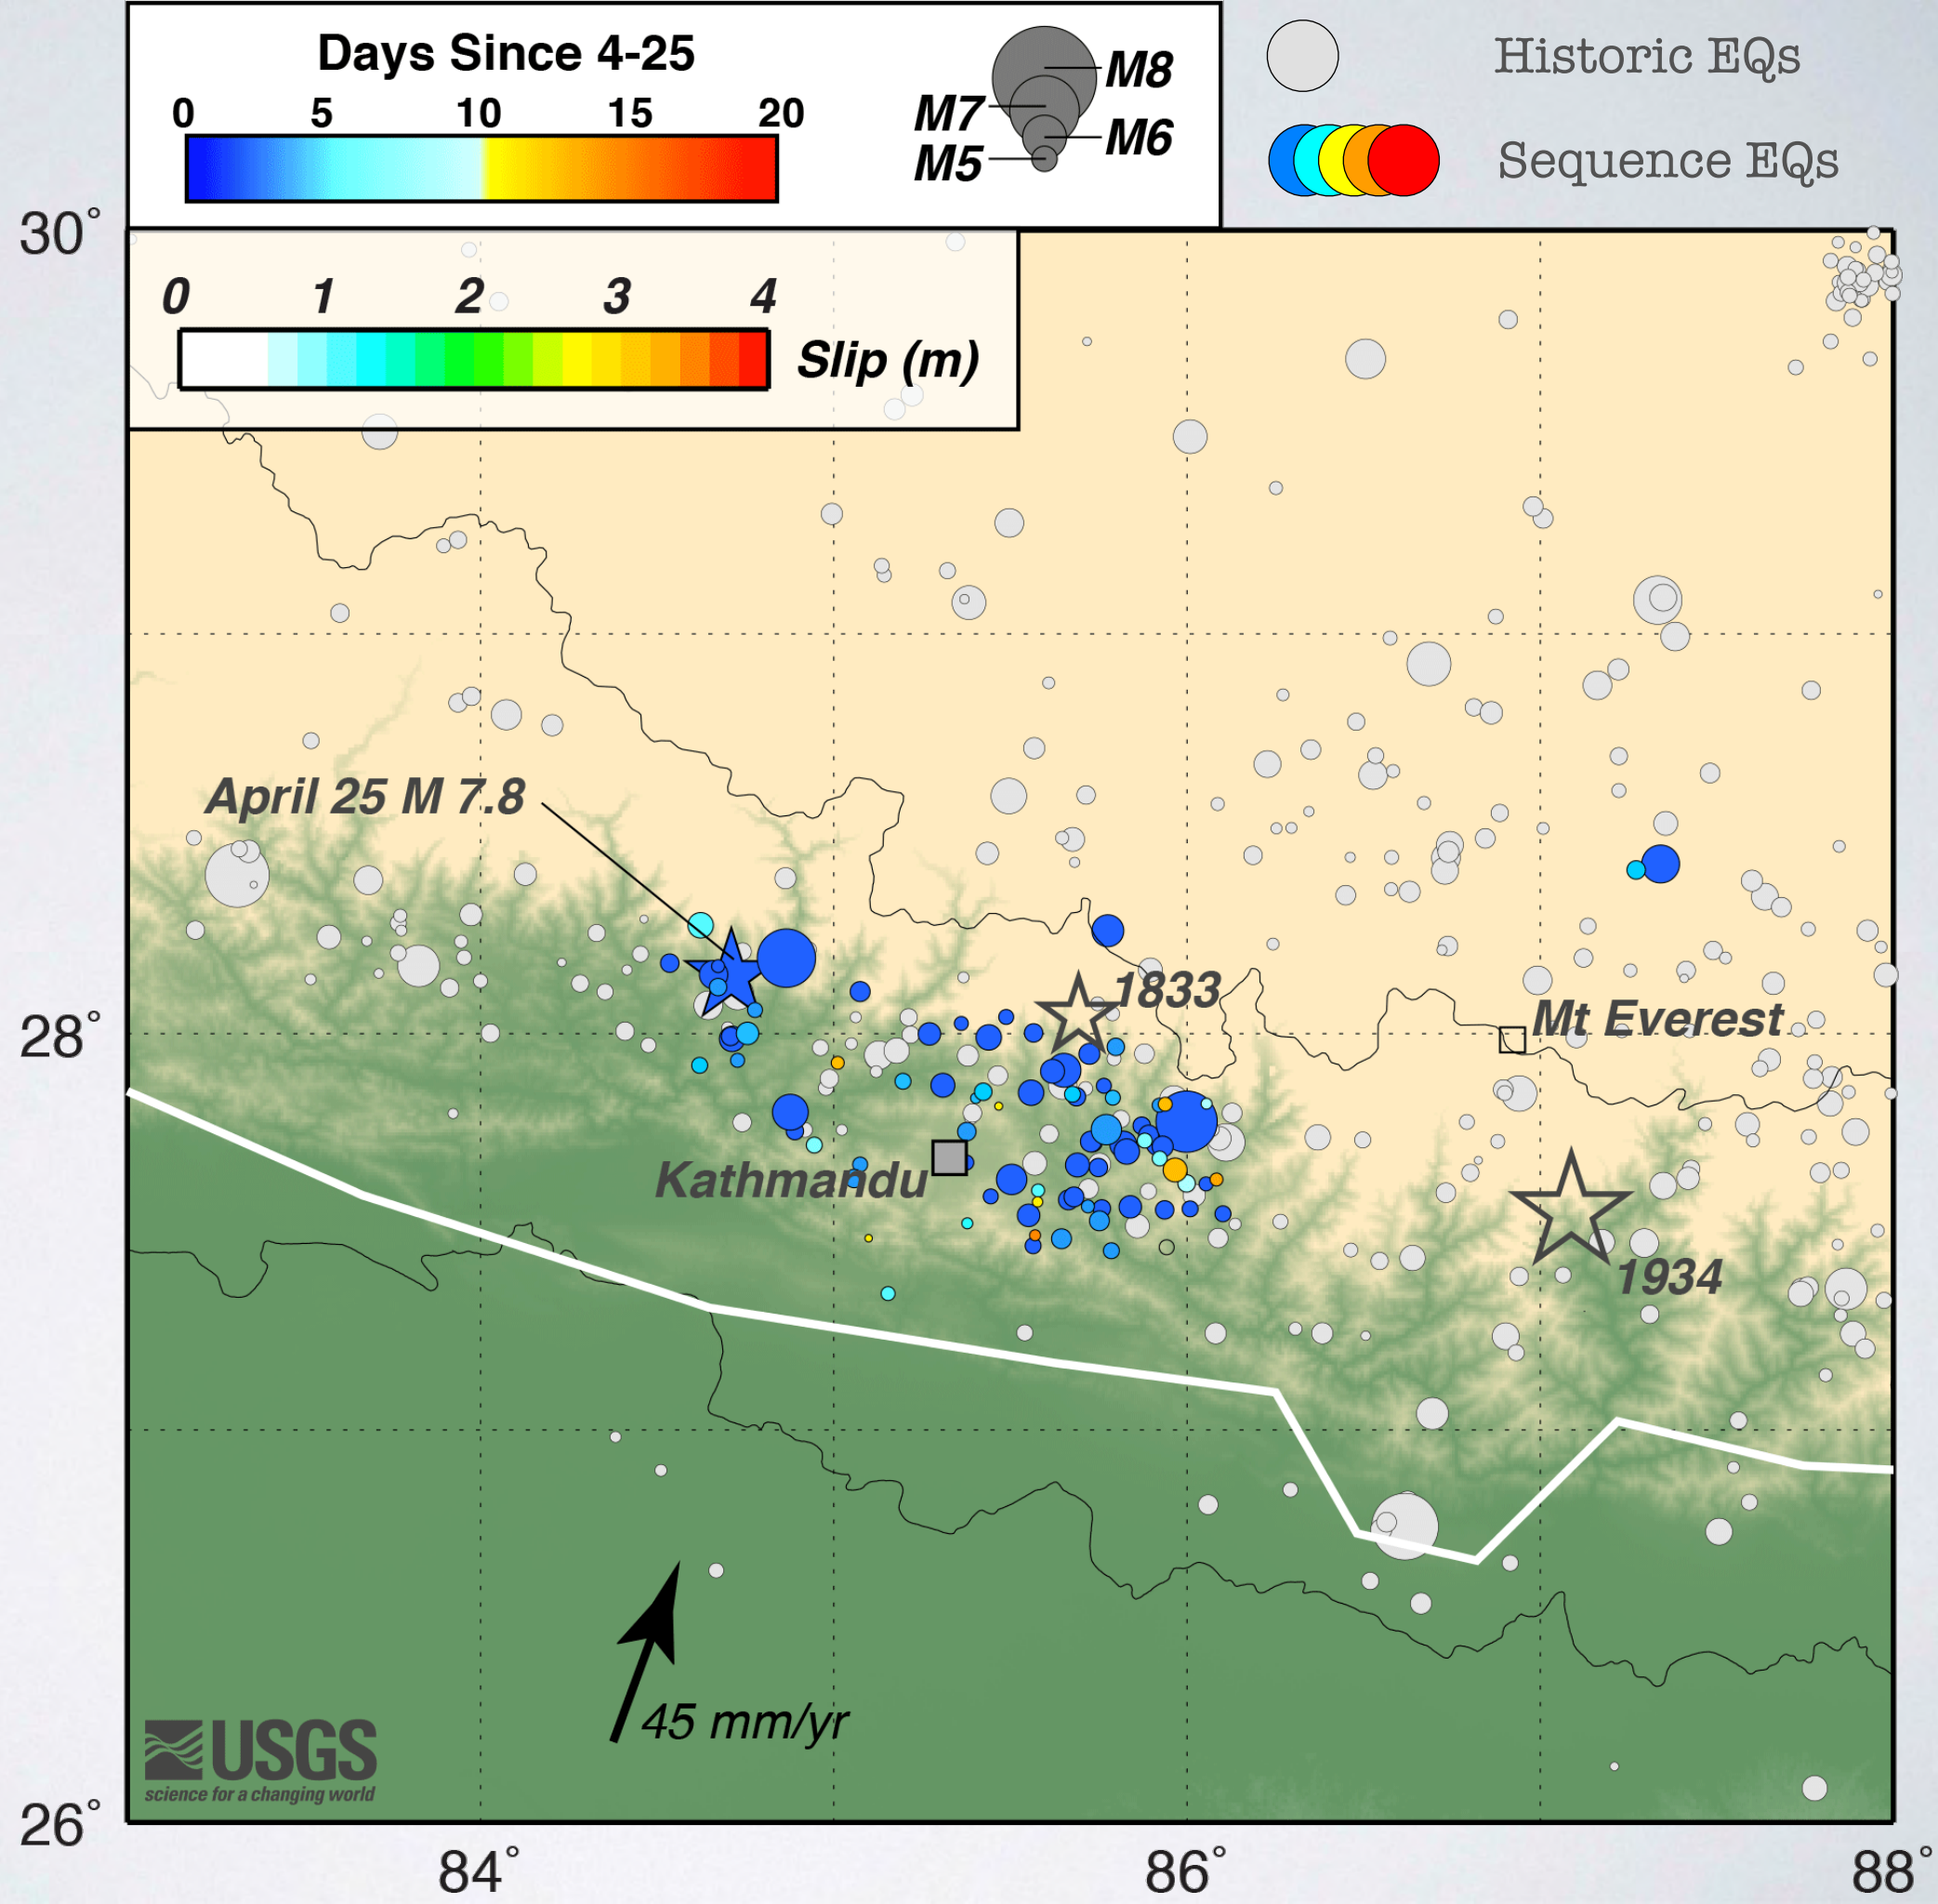 Days Since 4-25
0 5 10 15 20
M8
M7
M6
M5
Historic EQs
Sequence EQs
30°
0 1 2 3 4
Slip (m)
April 25 M 7.8
1833
28°
Mt Everest
Kathmandu
1934
45 mm/yr
USGS
science for a changing world
26°
84° 86° 88°